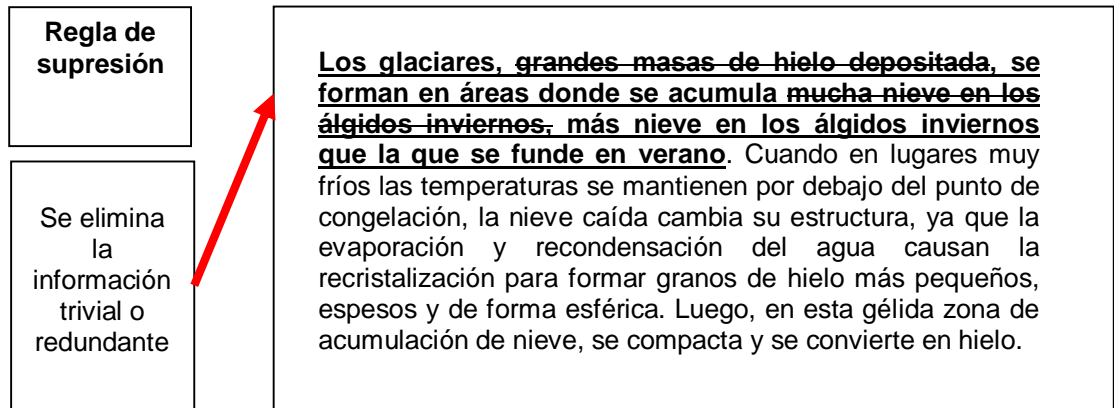 Regla de
supresión
Se elimina
la
información
trivial o
redundante
Los glaciares, grandes masas de hielo depositada, se
forman en áreas donde se acumula mucha nieve en los
álgidos inviernos, más nieve en los álgidos inviernos
que la que se funde en verano. Cuando en lugares muy
fríos las temperaturas se mantienen por debajo del punto de
congelación, la nieve caída cambia su estructura, ya que la
evaporación y recondensación del agua causan la
recristalización para formar granos de hielo más pequeños,
espesos y de forma esférica. Luego, en esta gélida zona de
acumulación de nieve, se compacta y se convierte en hielo.